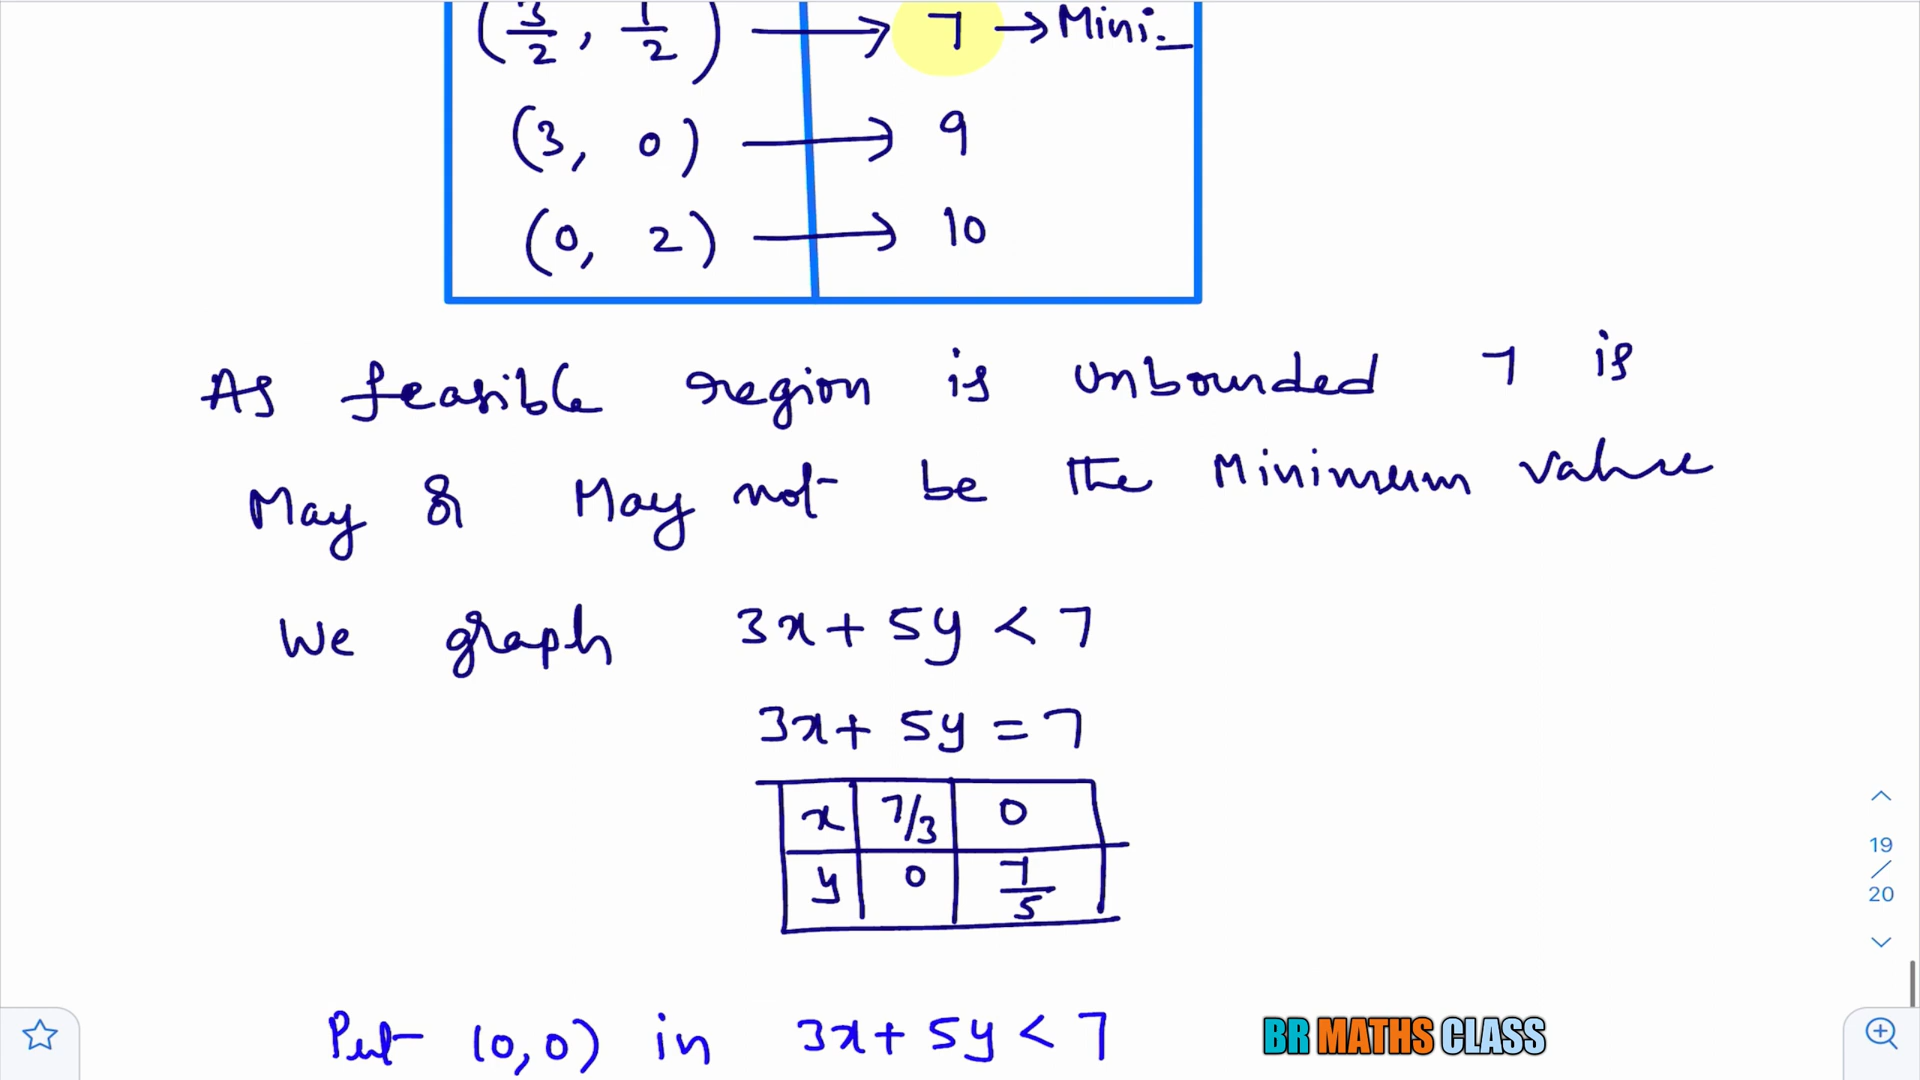 (3/2, 1/2) → 7 → Mini.
(3, 0) → 9
(0, 2) → 10
As feasible region is unbounded 7 is
May or May not be the Minimum value
We graph 3x + 5y < 7
3x + 5y = 7
x 7/3 0
y 0 7/5
19
/
20
Put (0,0) in 3x + 5y < 7
BR MATHS CLASS